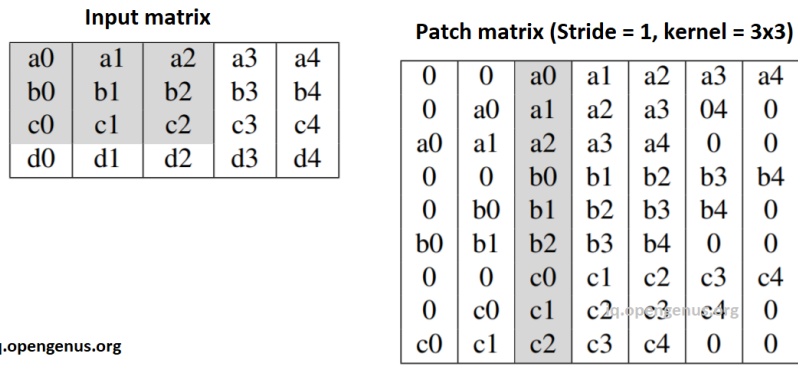 Input matrix
a0 a1 a2 a3 a4
b0 b1 b2 b3 b4
c0 c1 c2 c3 c4
d0 d1 d2 d3 d4
Patch matrix (Stride = 1, kernel = 3x3)
0 0 a0 a1 a2 a3 a4
0 a0 a1 a2 a3 04 0
a0 a1 a2 a3 a4 0 0
0 0 b0 b1 b2 b3 b4
0 b0 b1 b2 b3 b4 0
b0 b1 b2 b3 b4 0 0
0 0 c0 c1 c2 c3 c4
0 c0 c1 c2 c3 c4 0
iq.opengenus.org
c0 c1 c2 c3 c4 0 0
q.opengenus.org